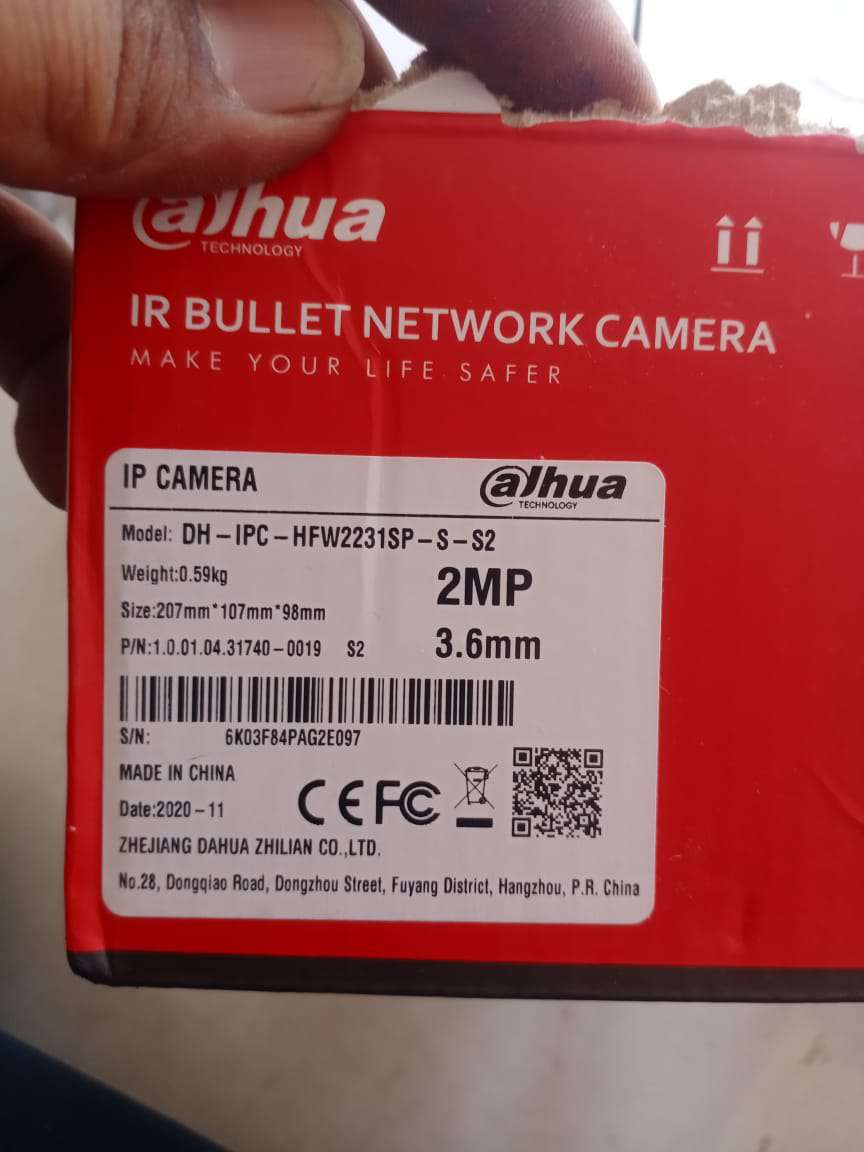 alhua
TECHNOLOGY
IR BULLET NETWORK CAMERA
MAKE YOUR LIFE SAFER
IP CAMERA
alhua
TECHNOLOGY
Model: DH-IPC-HFW2231SP-S-S2
Weight:0.59kg
2MP
Size:207mm*107mm*98mm
P/N:1.0.01.04.31740-0019 S2
3.6mm
S/N: 6K03F84PAG2E097
MADE IN CHINA
Date:2020-11
CE FC
ZHEJIANG DAHUA ZHILIAN CO.,LTD.
No.28, Dongqiao Road, Dongzhou Street, Fuyang District, Hangzhou, P.R. China